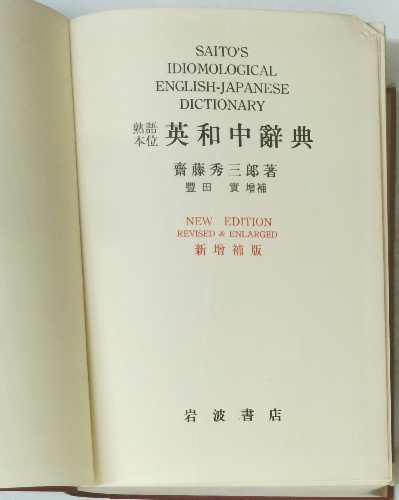 SAITO'S
IDIOMOLOGICAL
ENGLISH-JAPANESE
DICTIONARY
熟語本位 英和中辭典
齋藤秀三郎著
豐田 實 增補
NEW EDITION
REVISED & ENLARGED
新增補版
岩波書店